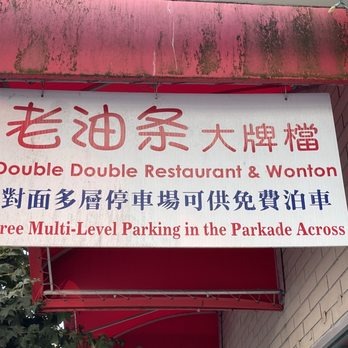 老油条大牌檔
Double Double Restaurant & Wonton
對面多層停車場可供免費泊車
ree Multi-Level Parking in the Parkade Across